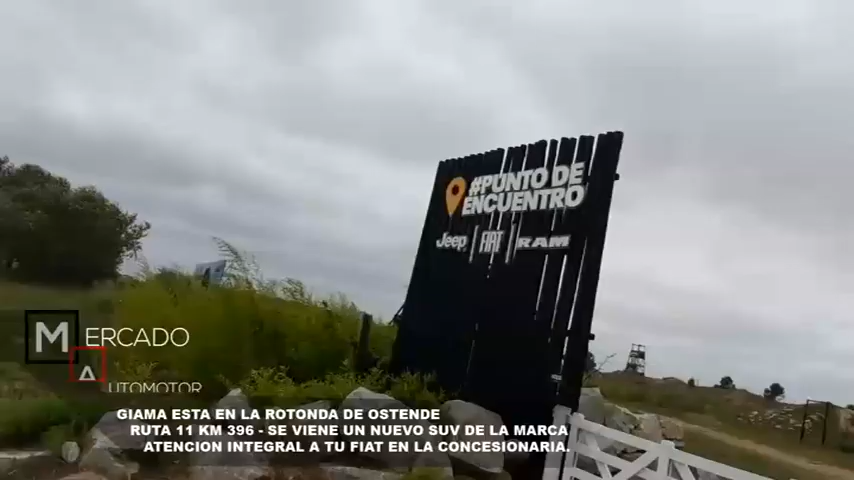 #PUNTO DE
ENCUENTRO
Jeep | FIAT | RAM
MERCADO
AUTOMOTOR
GIAMA ESTA EN LA ROTONDA DE OSTENDE
RUTA 11 KM 396 - SE VIENE UN NUEVO SUV DE LA MARCA
ATENCION INTEGRAL A TU FIAT EN LA CONCESIONARIA.